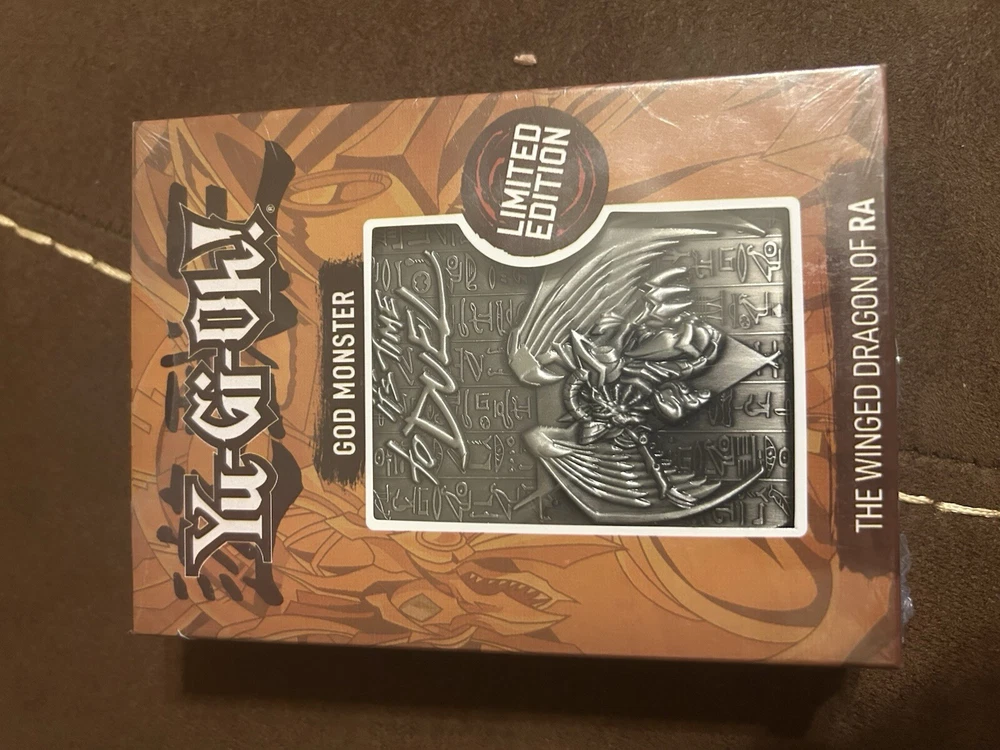 Yu-Gi-Oh!®
GOD MONSTER
LIMITED
EDITION
IT'S TIME
TO DUEL
THE WINGED DRAGON OF RA